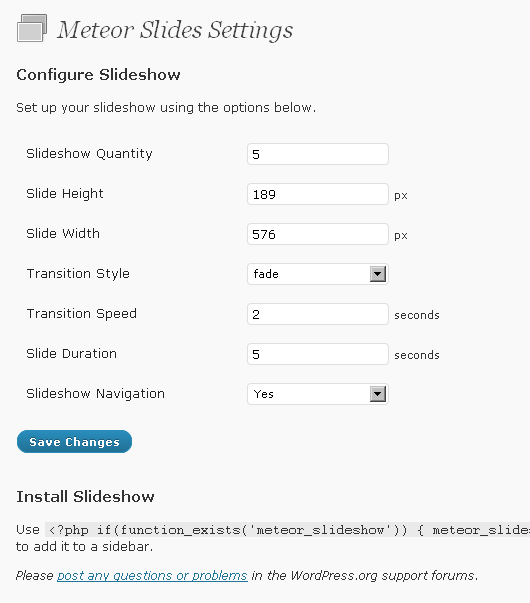 Meteor Slides Settings
Configure Slideshow
Set up your slideshow using the options below.
Slideshow Quantity 5
Slide Height 189 px
Slide Width 576 px
Transition Style fade
Transition Speed 2 seconds
Slide Duration 5 seconds
Slideshow Navigation Yes
Save Changes
Install Slideshow
Use <?php if(function_exists('meteor_slideshow')) { meteor_slides
to add it to a sidebar.
Please post any questions or problems in the WordPress.org support forums.